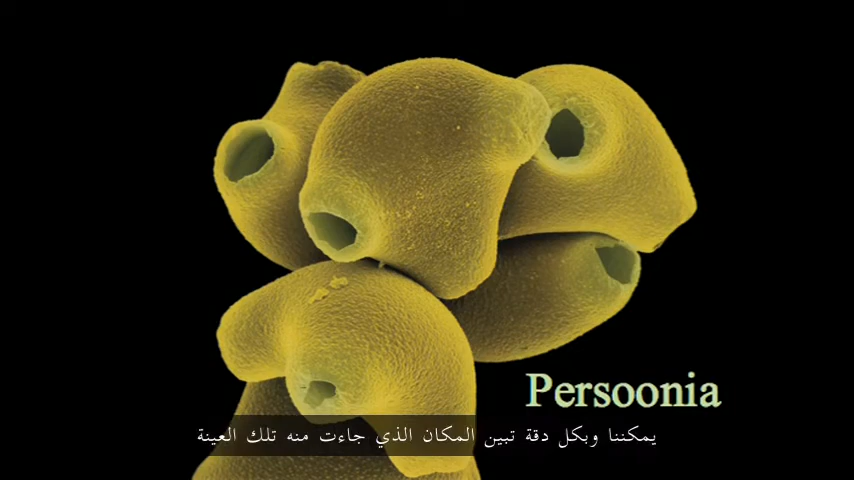 Persoonia
يمكننا وبكل دقة تبين المكان الذي جاءت منه تلك العينة